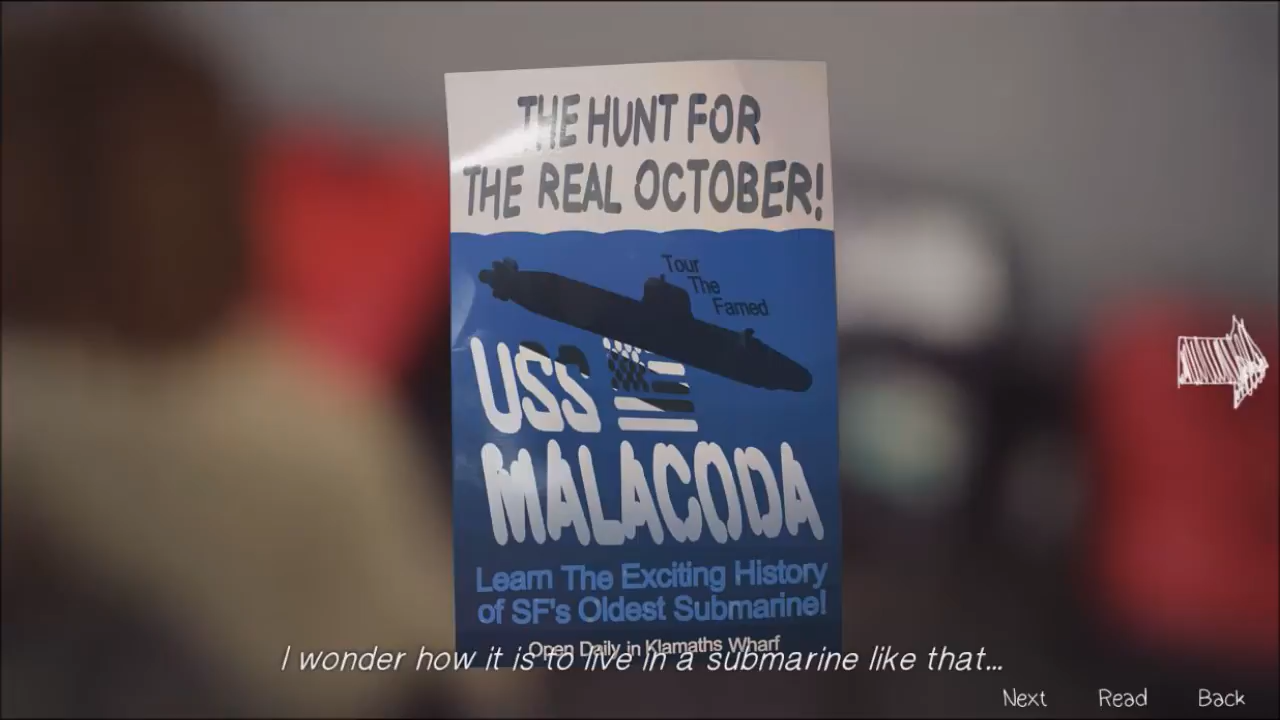 THE HUNT FOR
THE REAL OCTOBER!
Tour
The
Famed
USS
MALACODA
Learn The Exciting History
of SF's Oldest Submarine!
Open Daily in Klamaths Wharf
I wonder how it is to live in a submarine like that...
Next Read Back